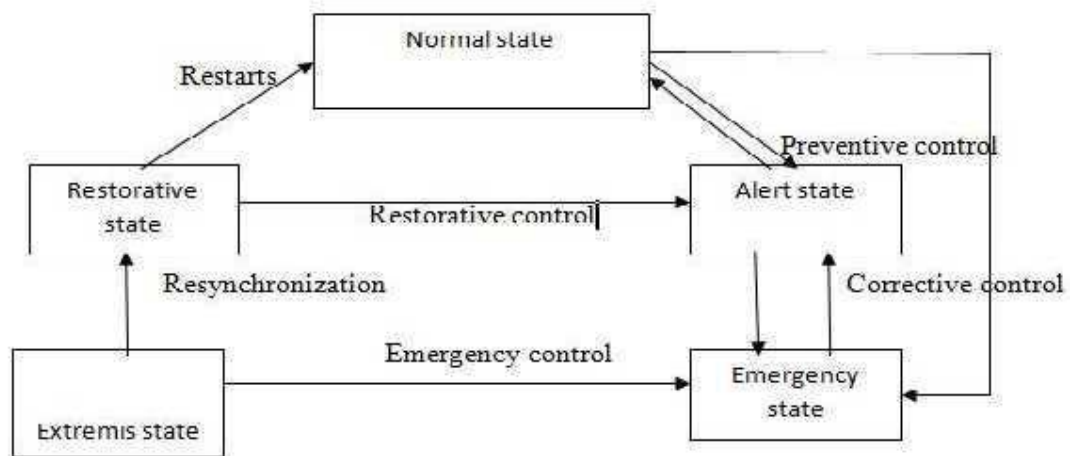 Normal state
Restarts
Preventive control
Restorative
state
Alert state
Restorative control
Resynchronization
Corrective control
Emergency control
Emergency
state
Extremis state